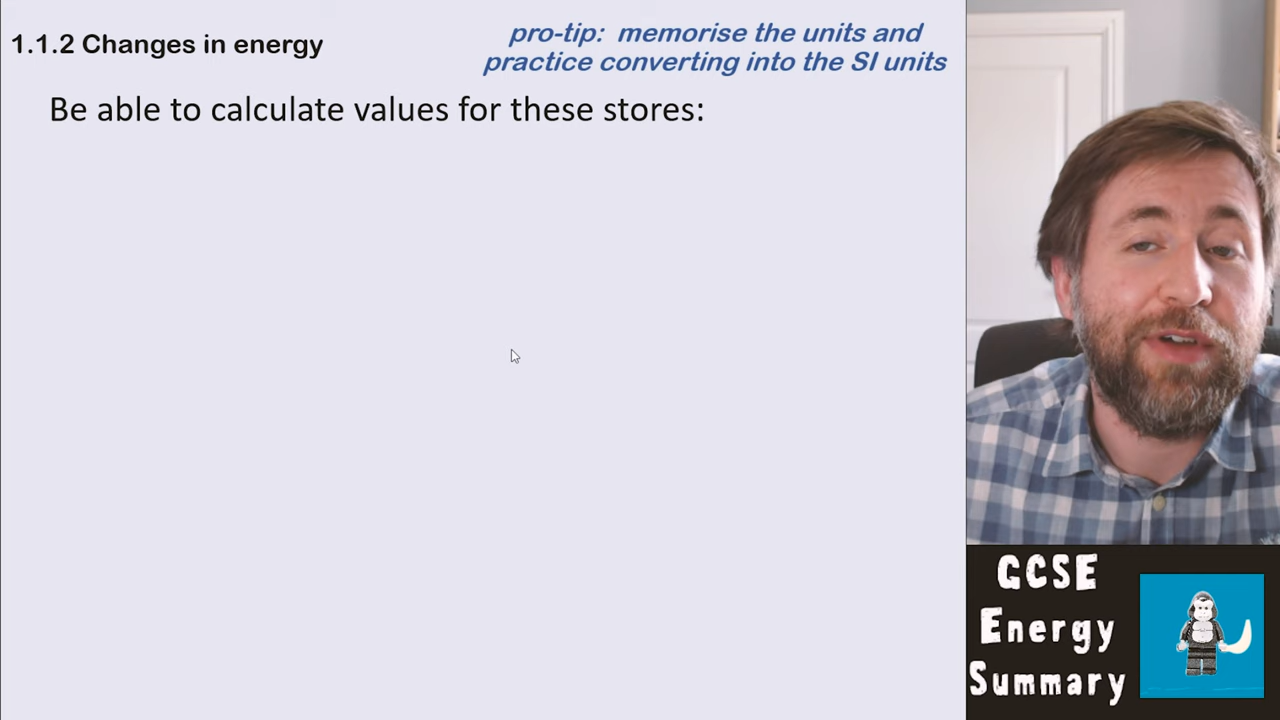 1.1.2 Changes in energy
pro-tip: memorise the units and
practice converting into the SI units
Be able to calculate values for these stores:
GCSE
Energy
Summary